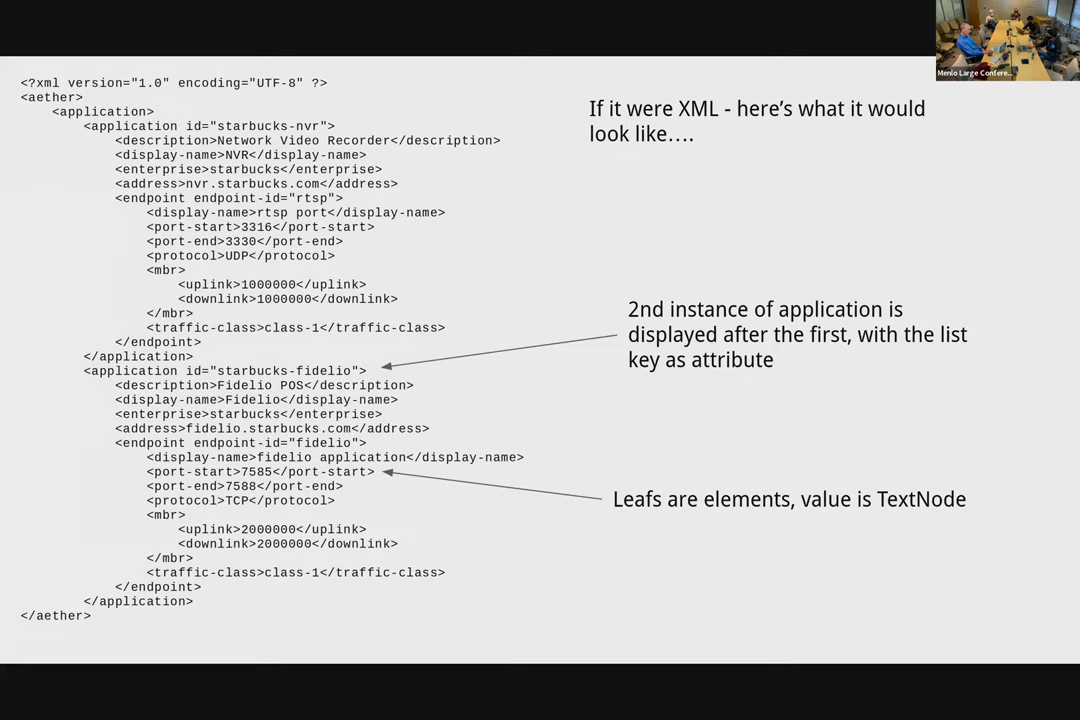 <?xml version="1.0" encoding="UTF-8" ?>
<aether>
    <application>
        <application id="starbucks-nvr">
            <description>Network Video Recorder</description>
            <display-name>NVR</display-name>
            <enterprise>starbucks</enterprise>
            <address>nvr.starbucks.com</address>
            <endpoint endpoint-id="rtsp">
                <display-name>rtsp port</display-name>
                <port-start>3316</port-start>
                <port-end>3330</port-end>
                <protocol>UDP</protocol>
                <mbr>
                    <uplink>1000000</uplink>
                    <downlink>1000000</downlink>
                </mbr>
                <traffic-class>class-1</traffic-class>
            </endpoint>
        </application>
        <application id="starbucks-fidelio">
            <description>Fidelio POS</description>
            <display-name>Fidelio</display-name>
            <enterprise>starbucks</enterprise>
            <address>fidelio.starbucks.com</address>
            <endpoint endpoint-id="fidelio">
                <display-name>fidelio application</display-name>
                <port-start>7585</port-start>
                <port-end>7588</port-end>
                <protocol>TCP</protocol>
                <mbr>
                    <uplink>2000000</uplink>
                    <downlink>2000000</downlink>
                </mbr>
                <traffic-class>class-1</traffic-class>
            </endpoint>
        </application>
</aether>
If it were XML - here’s what it would
look like….
2nd instance of application is
displayed after the first, with the list
key as attribute
Leafs are elements, value is TextNode
Menlo Large Confere...